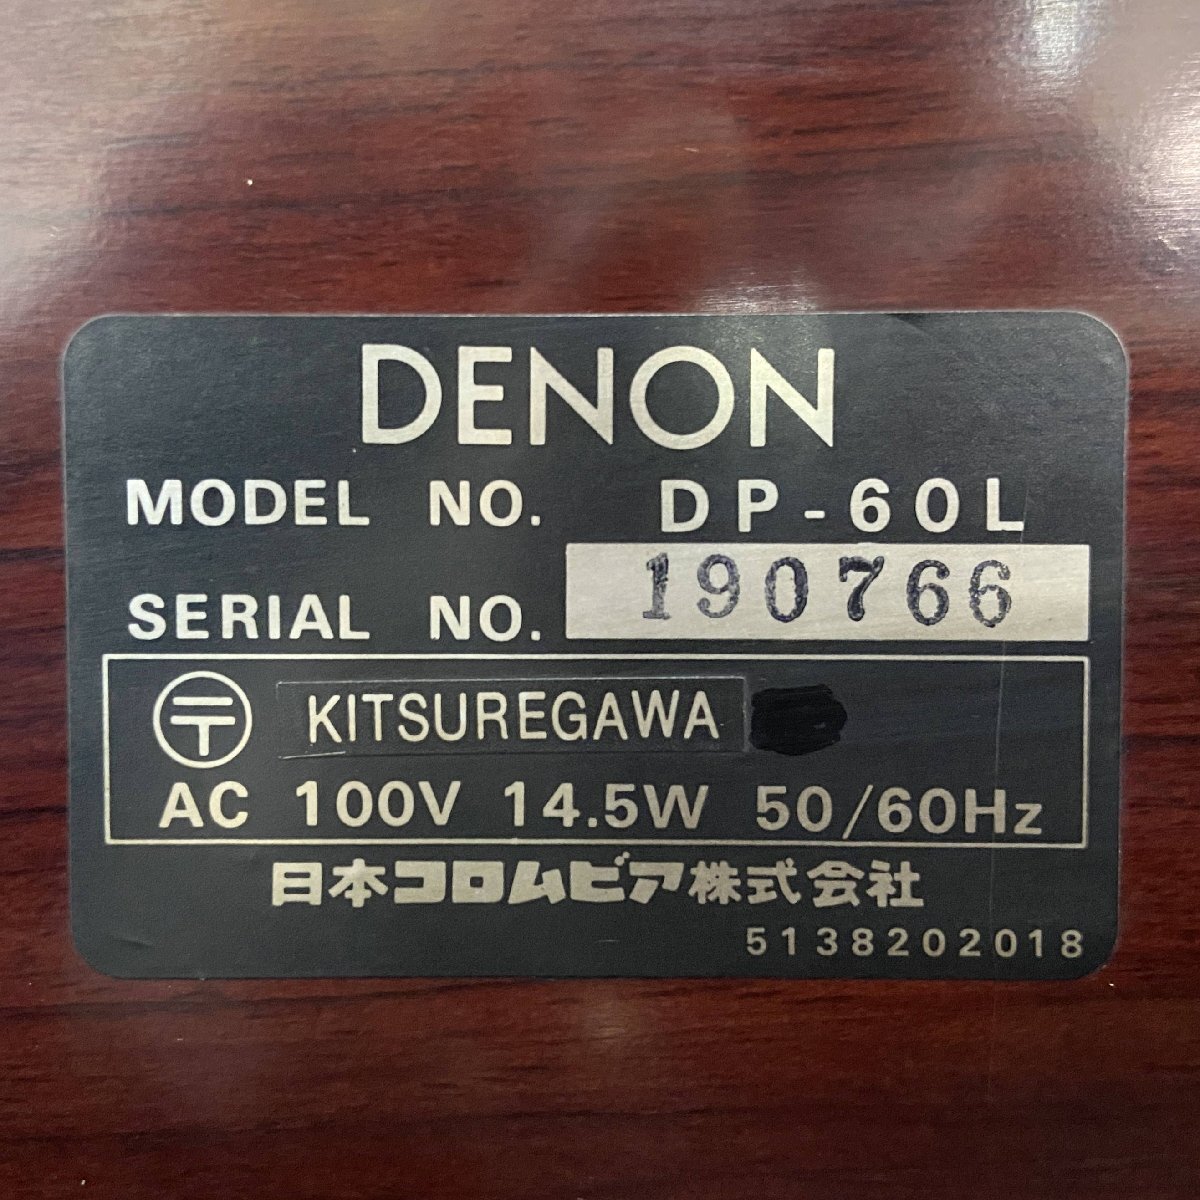 DENON
MODEL NO. DP-60L
SERIAL NO. 190766
〒 KITSUREGAWA
AC 100V 14.5W 50/60Hz
日本コロムビア株式会社
5138202018